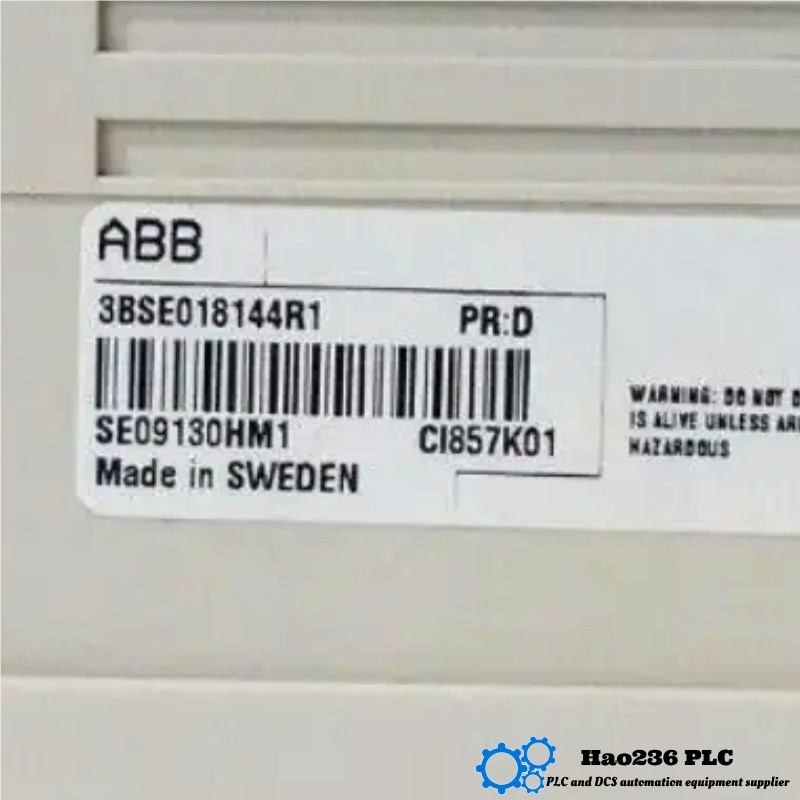 ABB
3BSE018144R1 PR:D
SE09130HM1 CI857K01
Made in SWEDEN
WARNING: DO NOT
IS ALIVE UNLESS
HAZARDOUS
Hao236 PLC
PLC and DCS automation equipment supplier